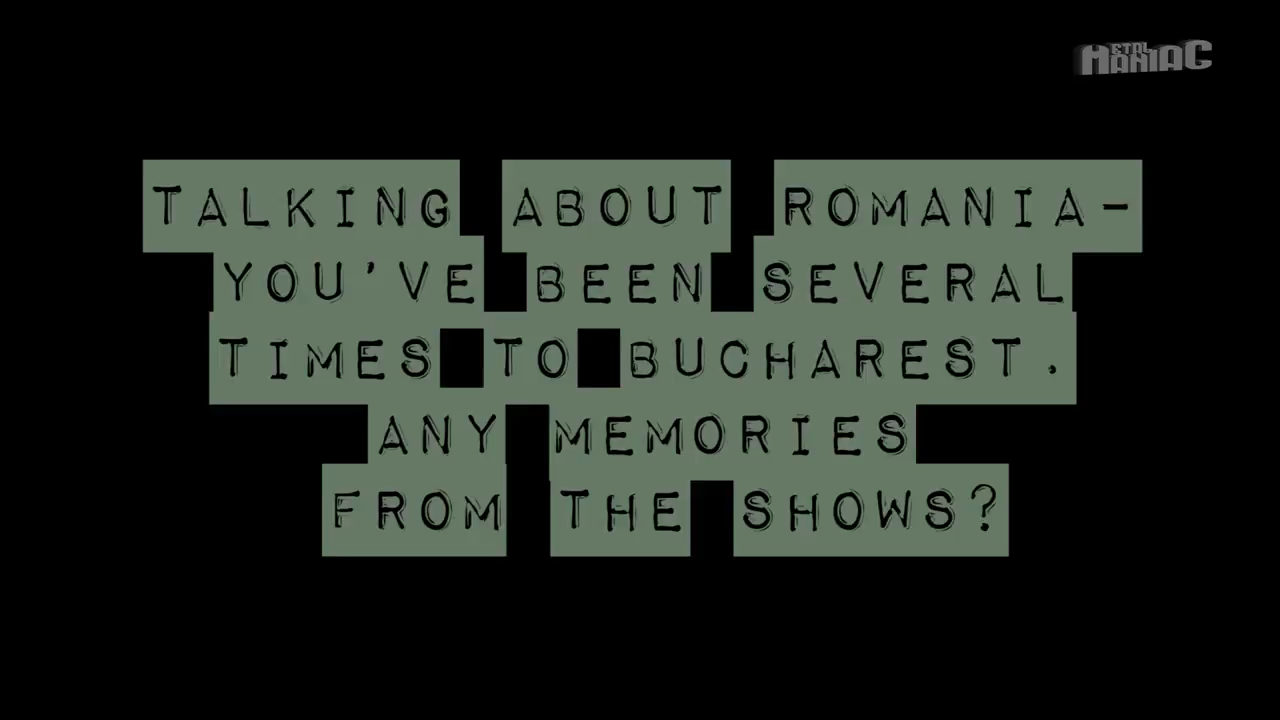 METAL MANIAC
TALKING ABOUT ROMANIA-
YOU'VE BEEN SEVERAL
TIMES TO BUCHAREST.
ANY MEMORIES
FROM THE SHOWS?